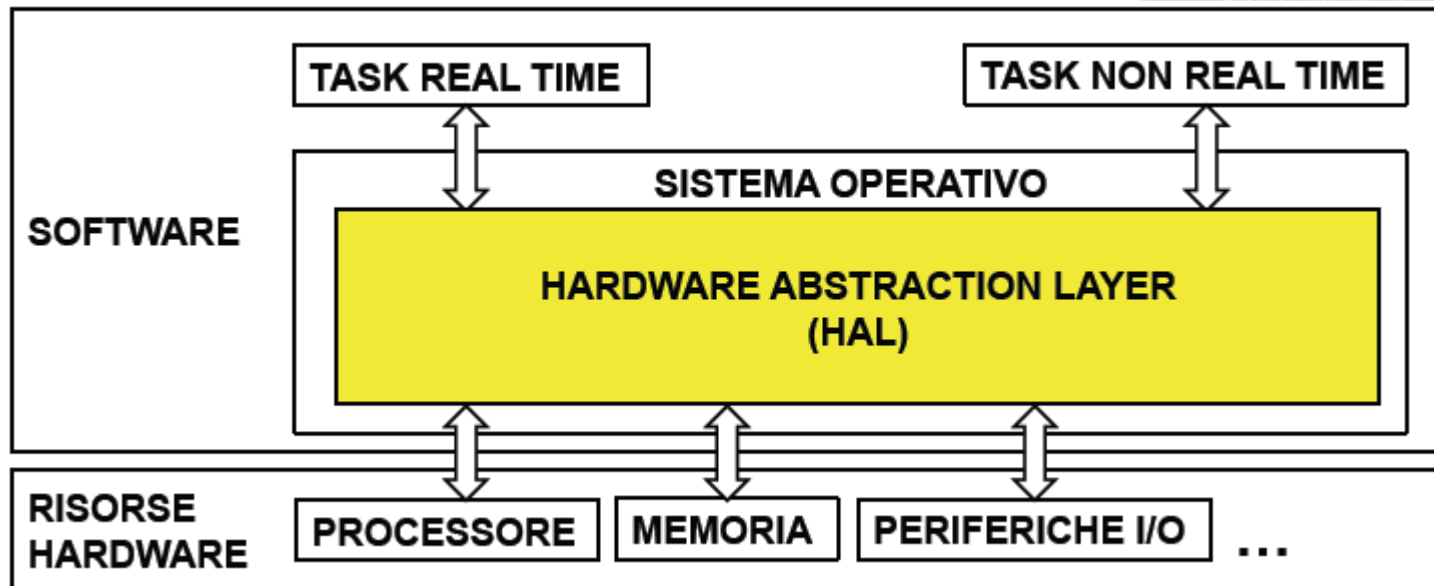 TASK REAL TIME
TASK NON REAL TIME
SISTEMA OPERATIVO
SOFTWARE
HARDWARE ABSTRACTION LAYER
(HAL)
RISORSE
HARDWARE
PROCESSORE
MEMORIA
PERIFERICHE I/O
...